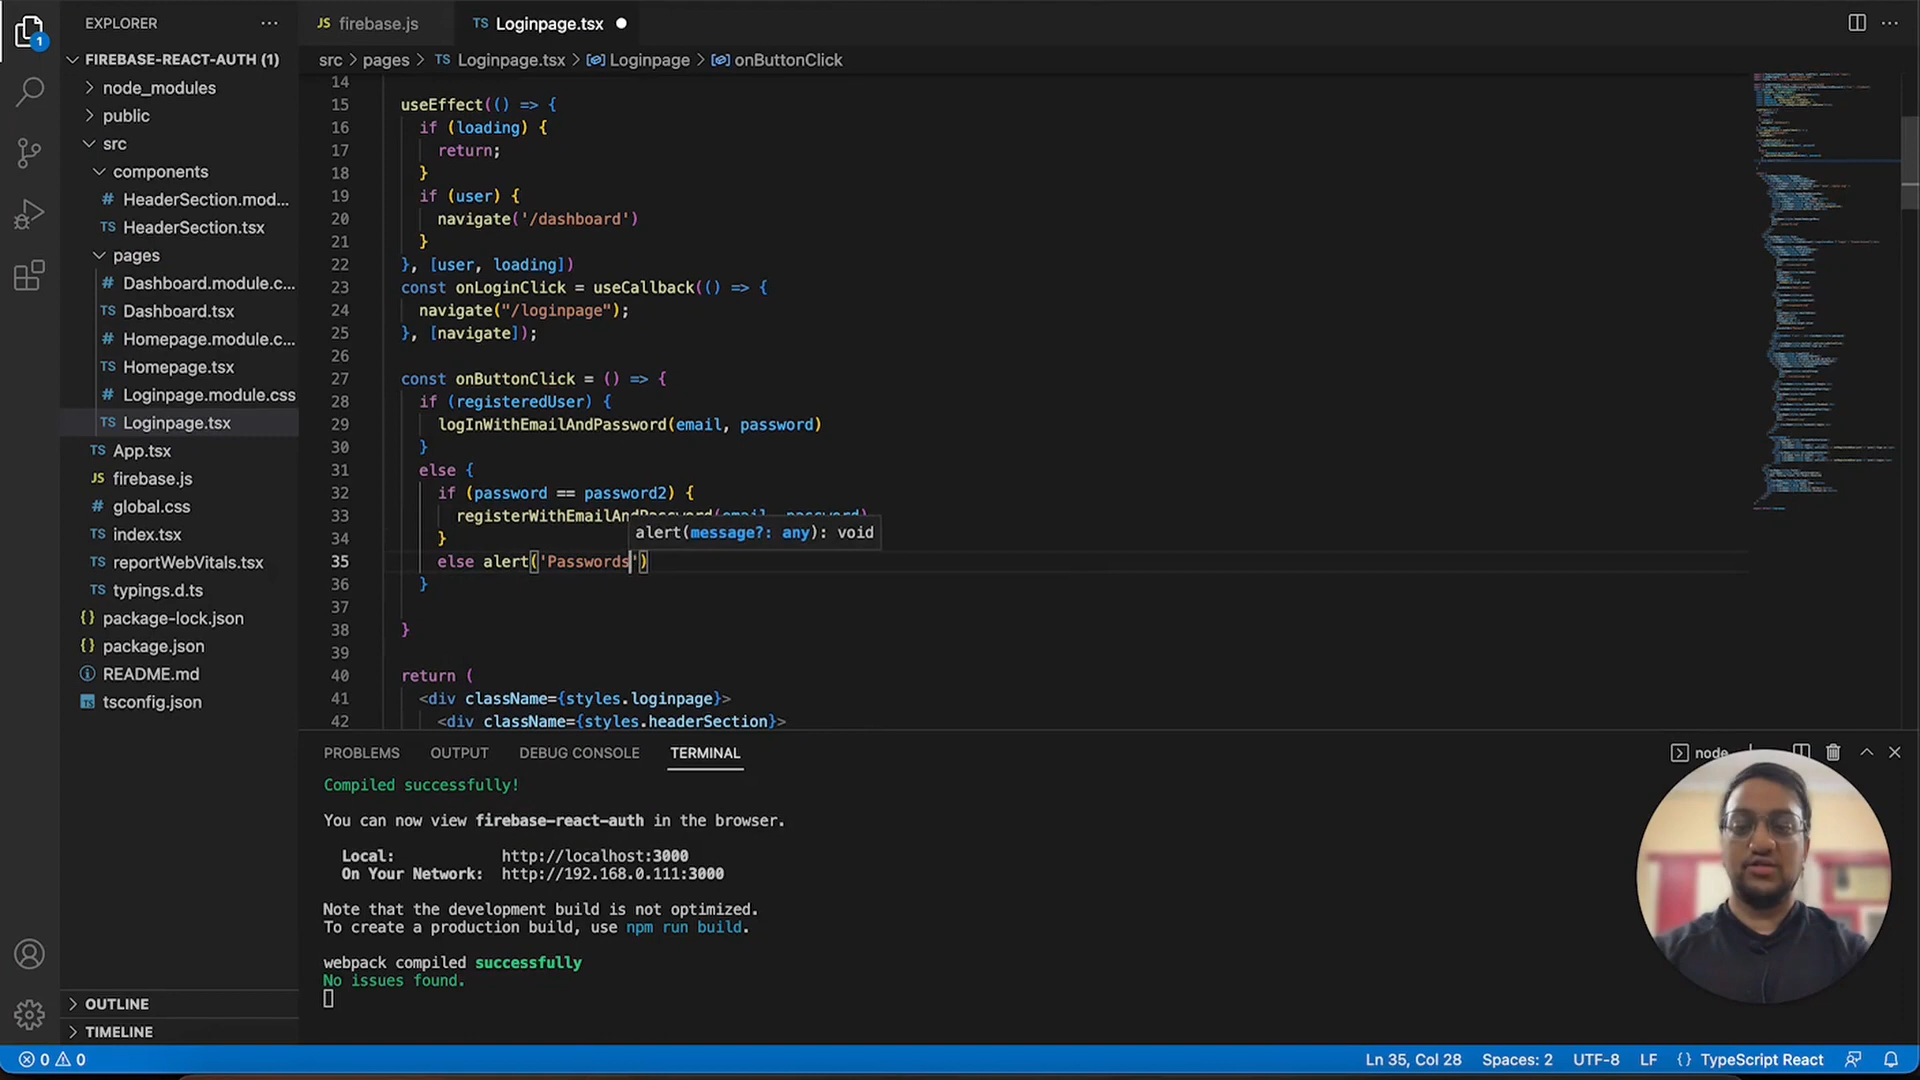 EXPLORER
FIREBASE-REACT-AUTH (1)
node_modules
public
src
components
HeaderSection.mod...
HeaderSection.tsx
pages
Dashboard.module.c...
Dashboard.tsx
Homepage.module.c...
Homepage.tsx
Loginpage.module.css
Loginpage.tsx
App.tsx
firebase.js
global.css
index.tsx
reportWebVitals.tsx
typings.d.ts
package-lock.json
package.json
README.md
tsconfig.json
OUTLINE
TIMELINE
JS firebase.js
TS Loginpage.tsx
src > pages > TS Loginpage.tsx > Loginpage > onButtonClick
14
15 useEffect(() => {
16 if (loading) {
17 return;
18 }
19 if (user) {
20 navigate('/dashboard')
21 }
22 }, [user, loading])
23 const onLoginClick = useCallback(() => {
24 navigate("/loginpage");
25 }, [navigate]);
26
27 const onButtonClick = () => {
28 if (registeredUser) {
29 logInWithEmailAndPassword(email, password)
30 }
31 else {
32 if (password == password2) {
33 registerWithEmailAndPassword(email, password)
alert(message?: any): void
34 }
35 else alert('Passwords')
36 }
37
38 }
39
40 return (
41 <div className={styles.loginpage}>
42 <div className={styles.headerSection}>
PROBLEMS OUTPUT DEBUG CONSOLE TERMINAL
node
Compiled successfully!
You can now view firebase-react-auth in the browser.
Local: http://localhost:3000
On Your Network: http://192.168.0.111:3000
Note that the development build is not optimized.
To create a production build, use npm run build.
webpack compiled successfully
No issues found.
0 0
Ln 35, Col 28 Spaces: 2 UTF-8 LF {} TypeScript React